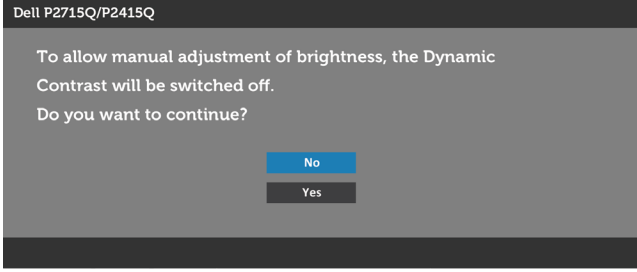 Dell P2715Q/P2415Q
To allow manual adjustment of brightness, the Dynamic
Contrast will be switched off.
Do you want to continue?
No
Yes